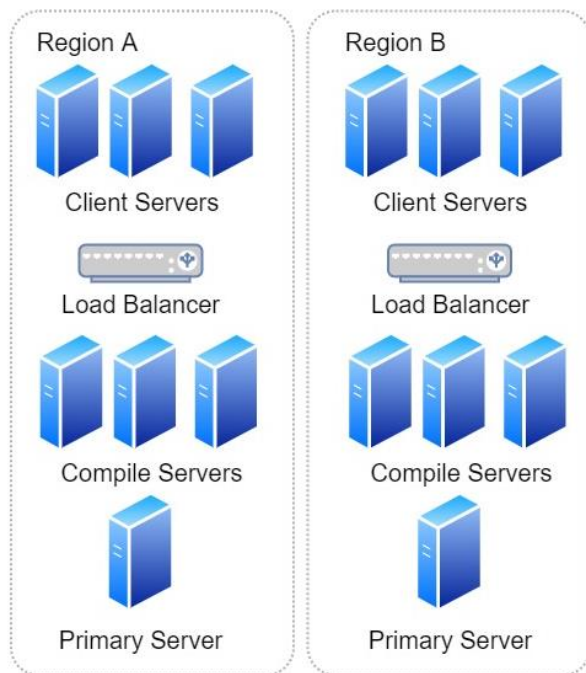 Region A
Client Servers
Load Balancer
Compile Servers
Primary Server
Region B
Client Servers
Load Balancer
Compile Servers
Primary Server